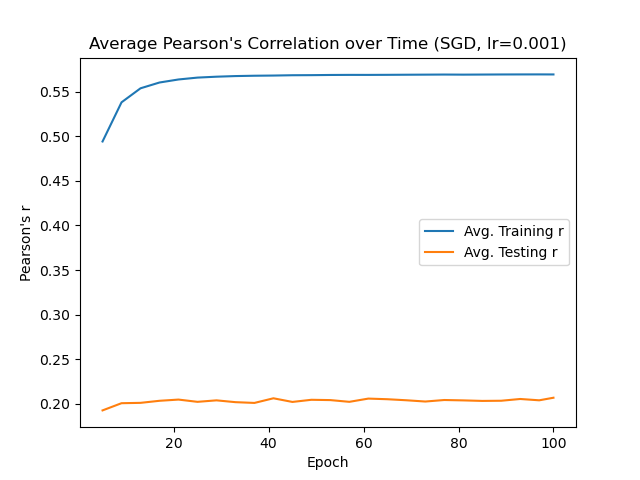 Average Pearson's Correlation over Time (SGD, lr=0.001)
0.55
0.50
0.45
0.40
0.35
0.30
0.25
0.20
Pearson's r
Avg. Training r
Avg. Testing r
20 40 60 80 100
Epoch